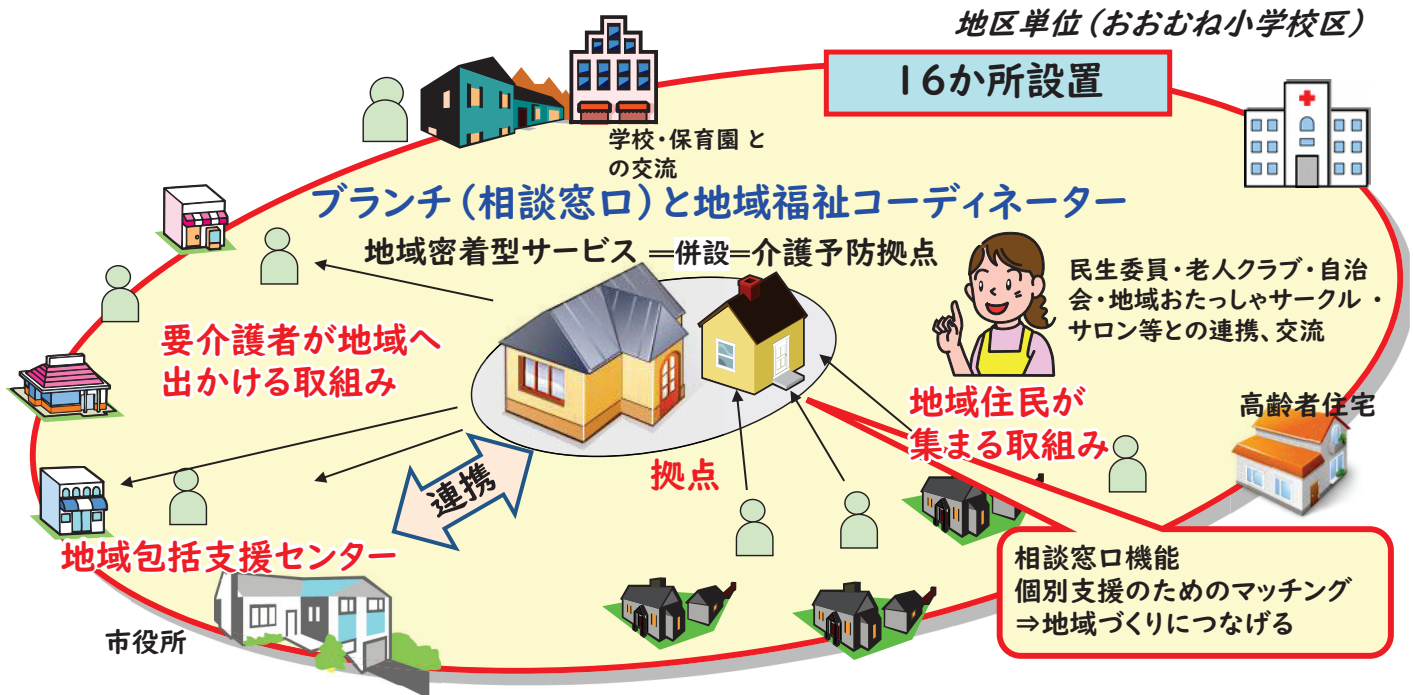 地区単位（おおむね小学校区）
16か所設置
学校・保育園 と
の交流
ブランチ（相談窓口）と地域福祉コーディネーター
地域密着型サービス ＝併設＝介護予防拠点
民生委員・老人クラブ・自治
会・地域おたっしゃサークル・
サロン等との連携、交流
要介護者が地域へ
出かける取組み
地域住民が
集まる取組み
高齢者住宅
拠点
連携
地域包括支援センター
市役所
相談窓口機能
個別支援のためのマッチング
⇒地域づくりにつなげる